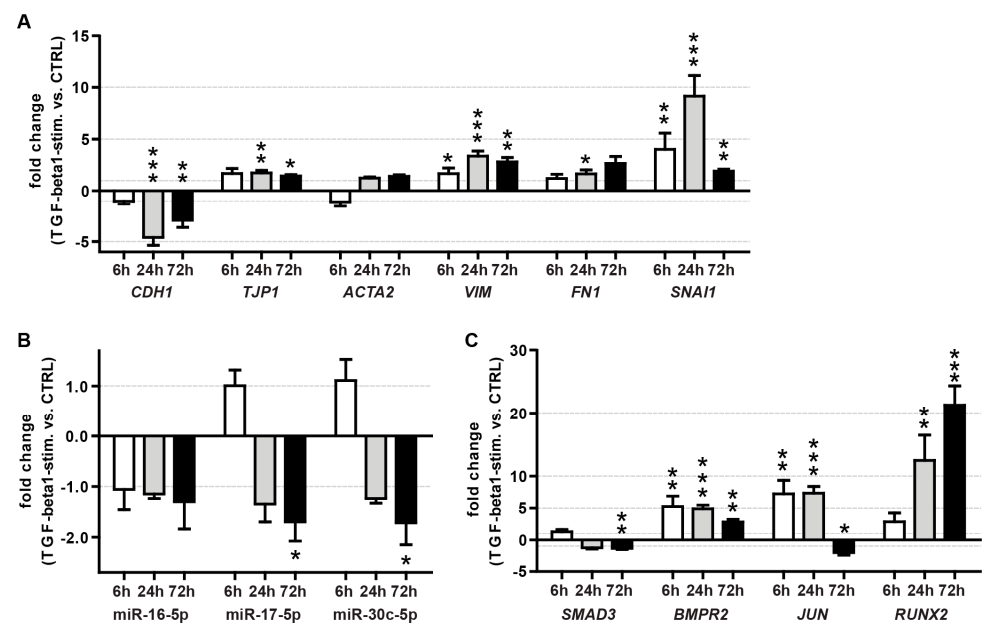 A
fold change
(TGF-beta1-stim. vs. CTRL)
15
10
5
0
-5
*** ** ** * * *** ** * ** *** **
6h 24h 72h 6h 24h 72h 6h 24h 72h 6h 24h 72h 6h 24h 72h 6h 24h 72h
CDH1 TJP1 ACTA2 VIM FN1 SNAI1
B
fold change
(TGF-beta1-stim. vs. CTRL)
1.0
0.0
-1.0
-2.0
* *
6h 24h 72h 6h 24h 72h 6h 24h 72h
miR-16-5p miR-17-5p miR-30c-5p
C
fold change
(TGF-beta1-stim. vs. CTRL)
30
20
10
5
0
-5
** ** *** ** ** *** * ** ***
6h 24h 72h 6h 24h 72h 6h 24h 72h 6h 24h 72h
SMAD3 BMPR2 JUN RUNX2